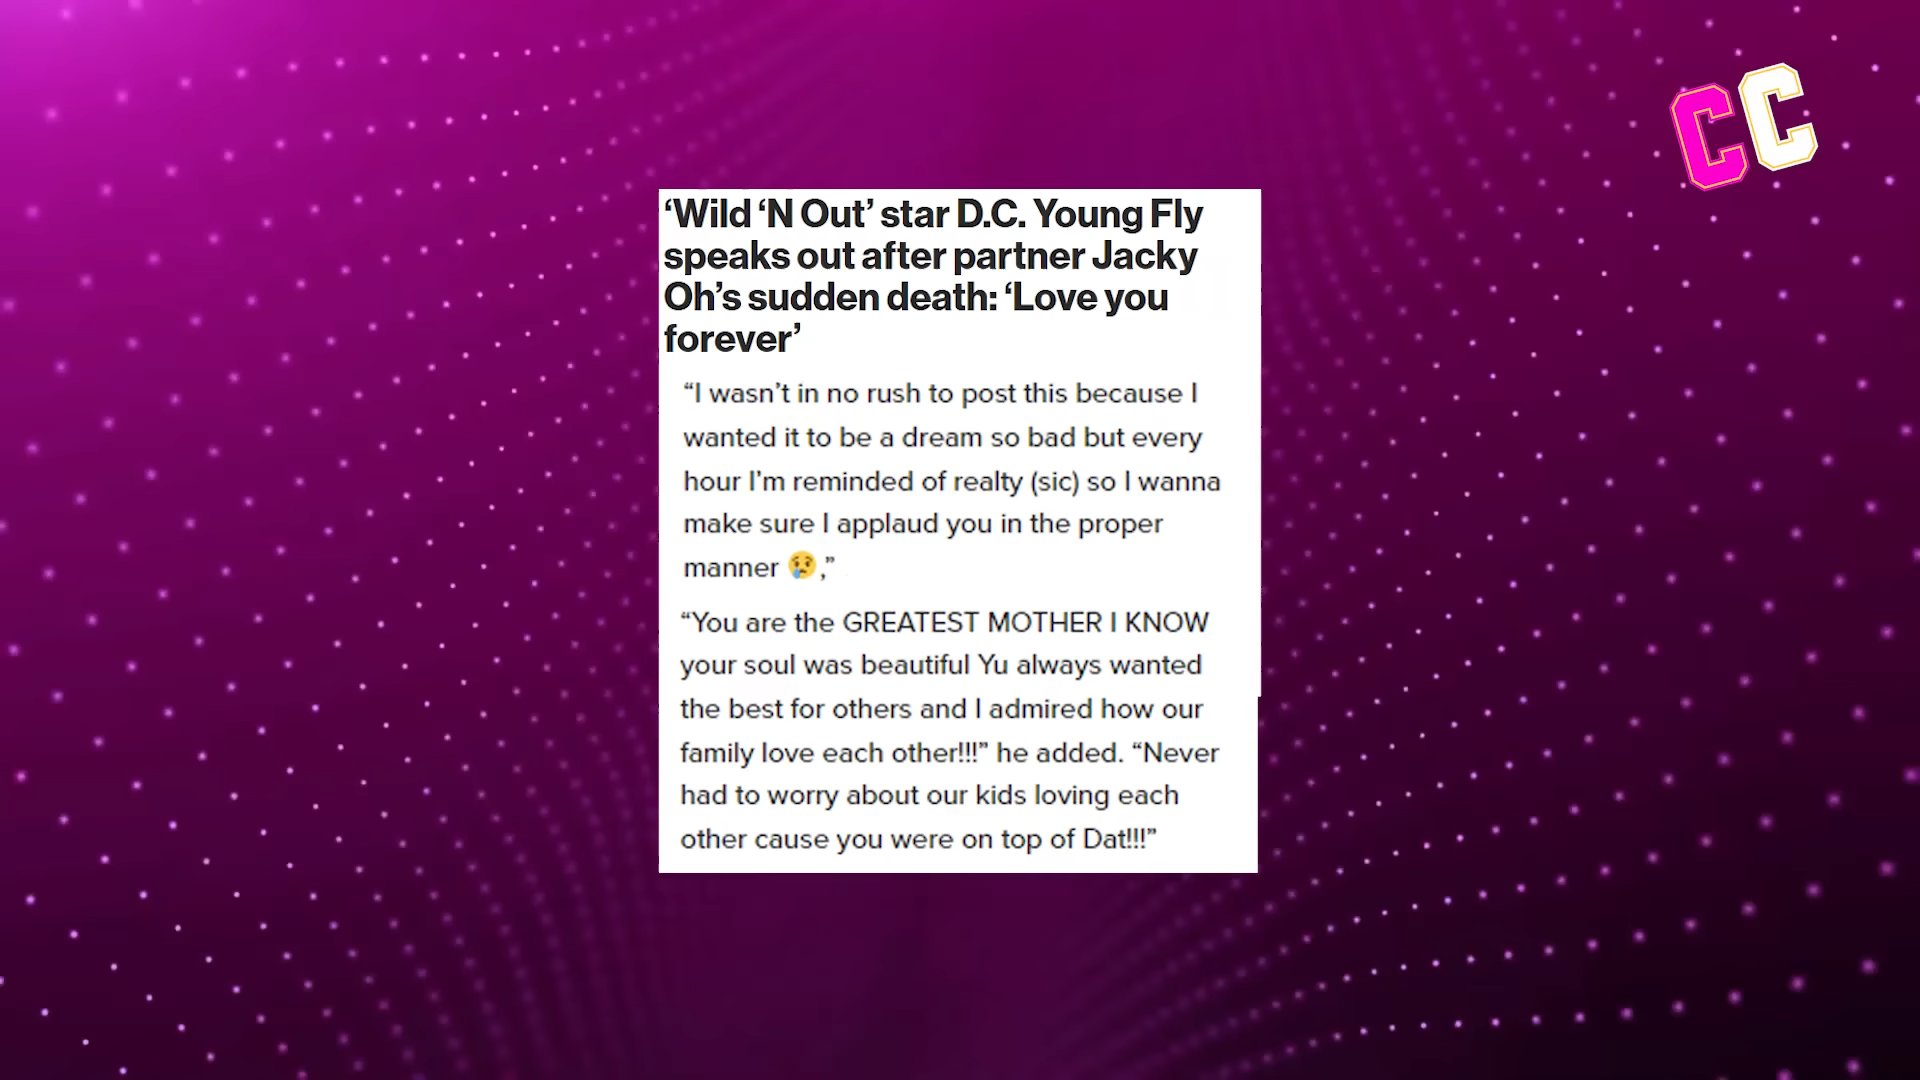 CC
‘Wild ‘N Out’ star D.C. Young Fly
speaks out after partner Jacky
Oh’s sudden death: ‘Love you
forever’
“I wasn’t in no rush to post this because I
wanted it to be a dream so bad but every
hour I’m reminded of realty (sic) so I wanna
make sure I applaud you in the proper
manner 😢,”
“You are the GREATEST MOTHER I KNOW
your soul was beautiful Yu always wanted
the best for others and I admired how our
family love each other!!!” he added. “Never
had to worry about our kids loving each
other cause you were on top of Dat!!!”